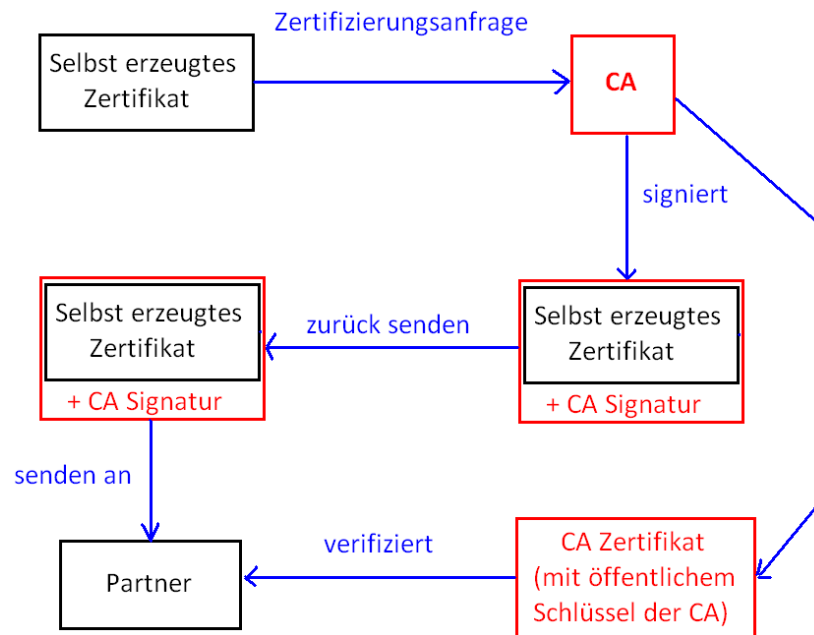 Zertifizierungsanfrage
Selbst erzeugtes
Zertifikat
CA
signiert
Selbst erzeugtes
Zertifikat
+ CA Signatur
zurück senden
Selbst erzeugtes
Zertifikat
+ CA Signatur
senden an
Partner
verifiziert
CA Zertifikat
(mit öffentlichem
Schlüssel der CA)